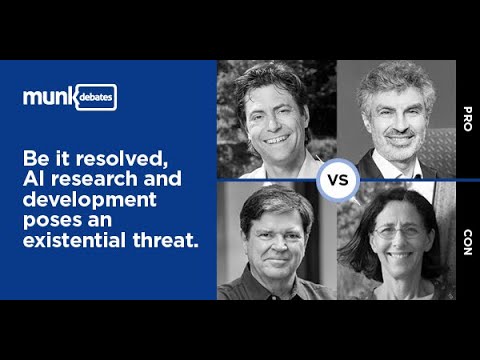 munk debates
Be it resolved,
AI research and
development
poses an
existential threat.
VS
PRO
CON